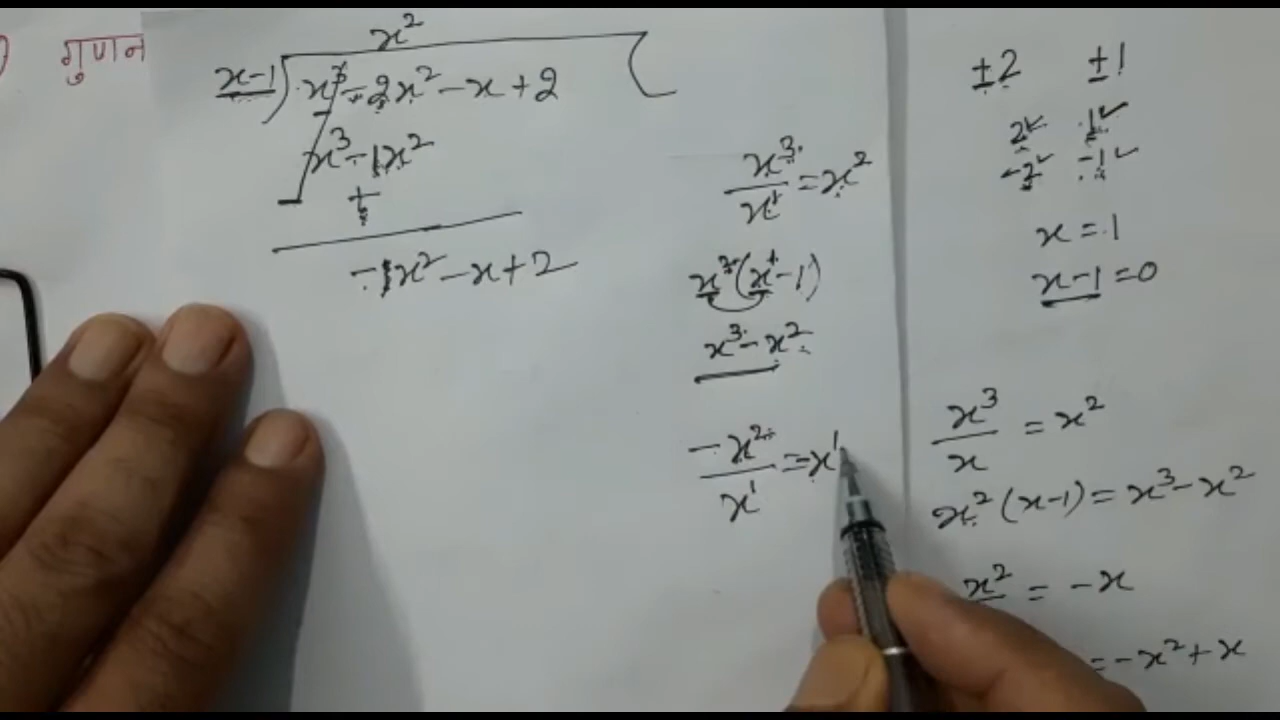 गुणन
x²
x-1) x³-2x²-x+2
x³-1x²
+
-1x²-x+2
x³/x¹ = x²
x²(x¹-1)
x³-x²
-x²/x¹ = x¹
±2 ±1
2✓ 1✓
-2✓ -1✓
x = 1
x-1=0
x³/x = x²
x²(x-1) = x³-x²
x² = -x
= -x²+x